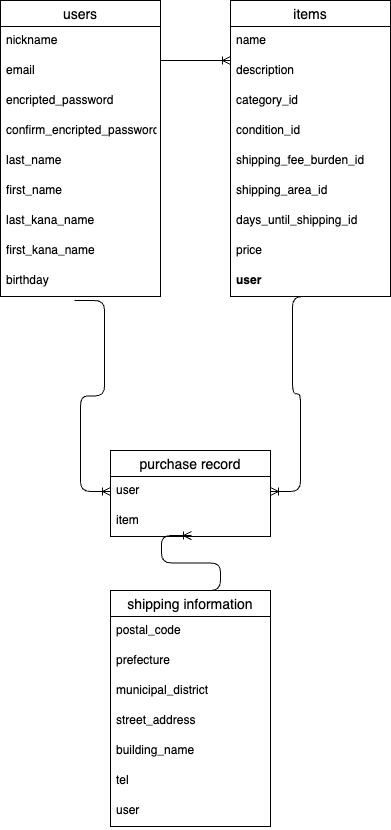 users
nickname
email
encripted_password
confirm_encripted_password
last_name
first_name
last_kana_name
first_kana_name
birthday
items
name
description
category_id
condition_id
shipping_fee_burden_id
shipping_area_id
days_until_shipping_id
price
user
purchase record
user
item
shipping information
postal_code
prefecture
municipal_district
street_address
building_name
tel
user